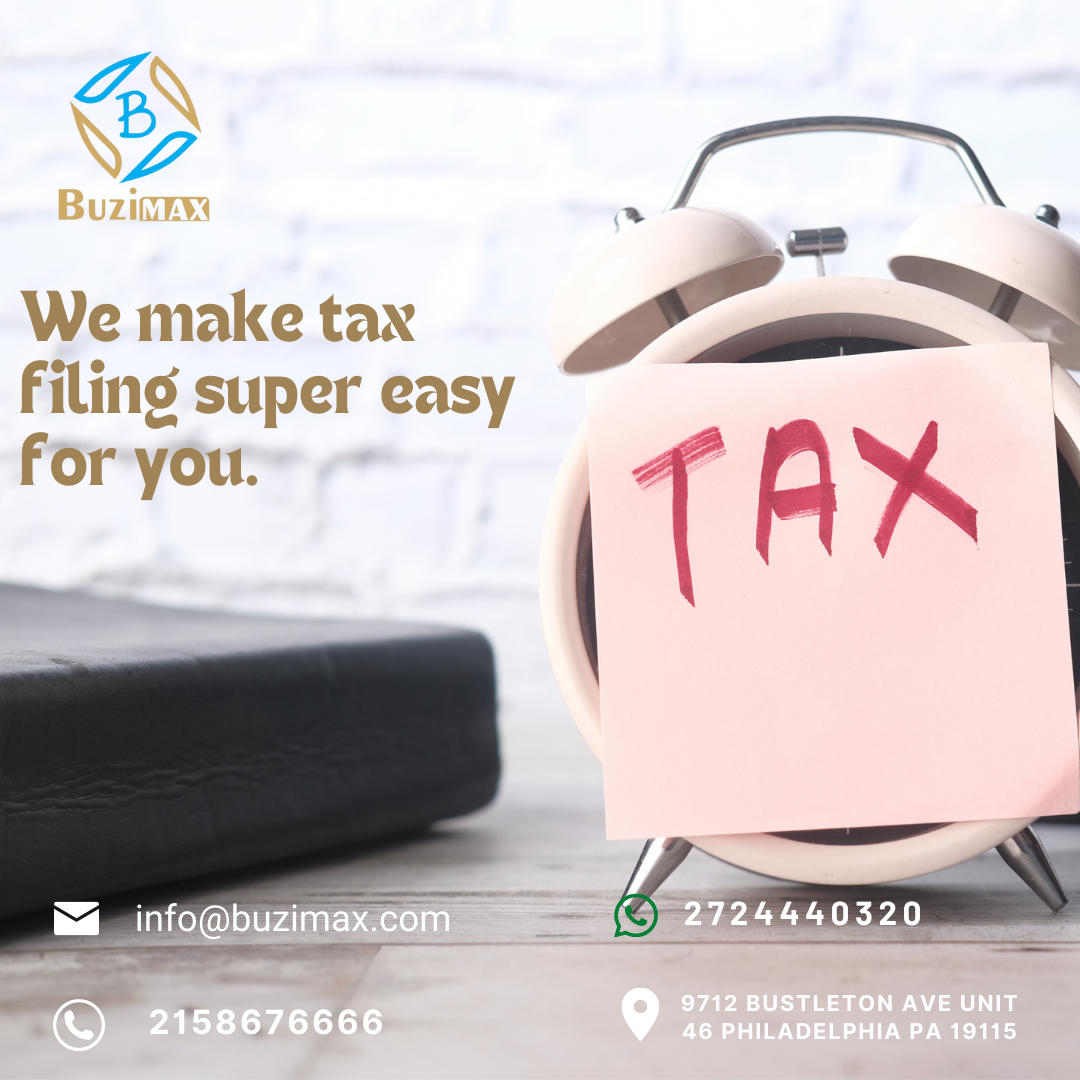 B
BUZIMAX
We make tax
filing super easy
for you.
TAX
info@buzimax.com
2724440320
2158676666
9712 BUSTLETON AVE UNIT
46 PHILADELPHIA PA 19115